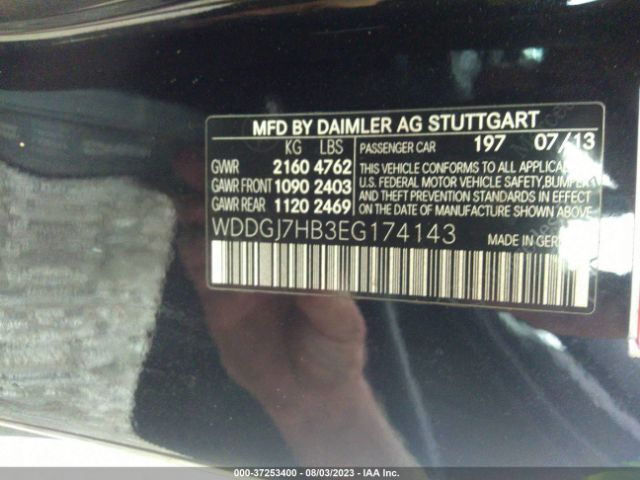 MFD BY DAIMLER AG STUTTGART
KG LBS
GVWR 2160 4762
GAWR FRONT 1090 2403
GAWR REAR 1120 2469
PASSENGER CAR 197 07/13
THIS VEHICLE CONFORMS TO ALL
U.S. FEDERAL MOTOR VEHICLE SAFETY, BUMPER
AND THEFT PREVENTION STANDARDS IN EFFECT
ON THE DATE OF MANUFACTURE SHOWN ABOVE.
WDDGJ7HB3EG174143
MADE IN
000-37253400 - 08/03/2023 - IAA Inc.